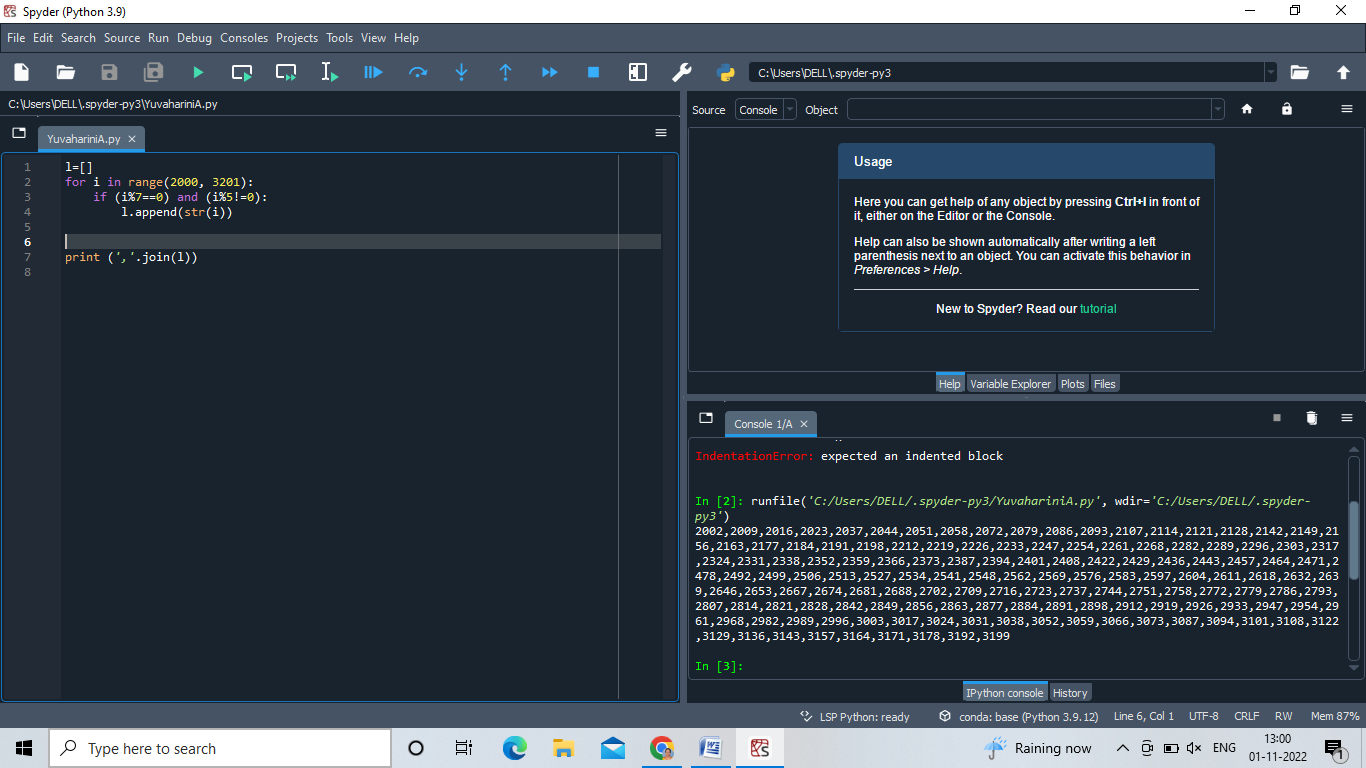 Spyder (Python 3.9)
File Edit Search Source Run Debug Consoles Projects Tools View Help
C:\Users\DELL\.spyder-py3
C:\Users\DELL\.spyder-py3\YuvahariniA.py
YuvahariniA.py
1 l=[]
2 for i in range(2000, 3201):
3     if (i%7==0) and (i%5!=0):
4         l.append(str(i))
5
6
7 print (','.join(l))
8
Source Console Object
Usage
Here you can get help of any object by pressing Ctrl+I in front of
it, either on the Editor or the Console.
Help can also be shown automatically after writing a left
parenthesis next to an object. You can activate this behavior in
Preferences > Help.
New to Spyder? Read our tutorial
Help Variable Explorer Plots Files
Console 1/A
IndentationError: expected an indented block
In [2]: runfile('C:/Users/DELL/.spyder-py3/YuvahariniA.py', wdir='C:/Users/DELL/.spyder-
py3')
2002,2009,2016,2023,2037,2044,2051,2058,2072,2079,2086,2093,2107,2114,2121,2128,2142,2149,21
56,2163,2177,2184,2191,2198,2212,2219,2226,2233,2247,2254,2261,2268,2282,2289,2296,2303,2317
,2324,2331,2338,2352,2359,2366,2373,2387,2394,2401,2408,2422,2429,2436,2443,2457,2464,2471,2
478,2492,2499,2506,2513,2527,2534,2541,2548,2562,2569,2576,2583,2597,2604,2611,2618,2632,263
9,2646,2653,2667,2674,2681,2688,2702,2709,2716,2723,2737,2744,2751,2758,2772,2779,2786,2793,
2807,2814,2821,2828,2842,2849,2856,2863,2877,2884,2891,2898,2912,2919,2926,2933,2947,2954,29
61,2968,2982,2989,2996,3003,3017,3024,3031,3038,3052,3059,3066,3073,3087,3094,3101,3108,3122
,3129,3136,3143,3157,3164,3171,3178,3192,3199
In [3]:
IPython console History
LSP Python: ready conda: base (Python 3.9.12) Line 6, Col 1 UTF-8 CRLF RW Mem 87%
Type here to search
Raining now
ENG
13:00
01-11-2022
1